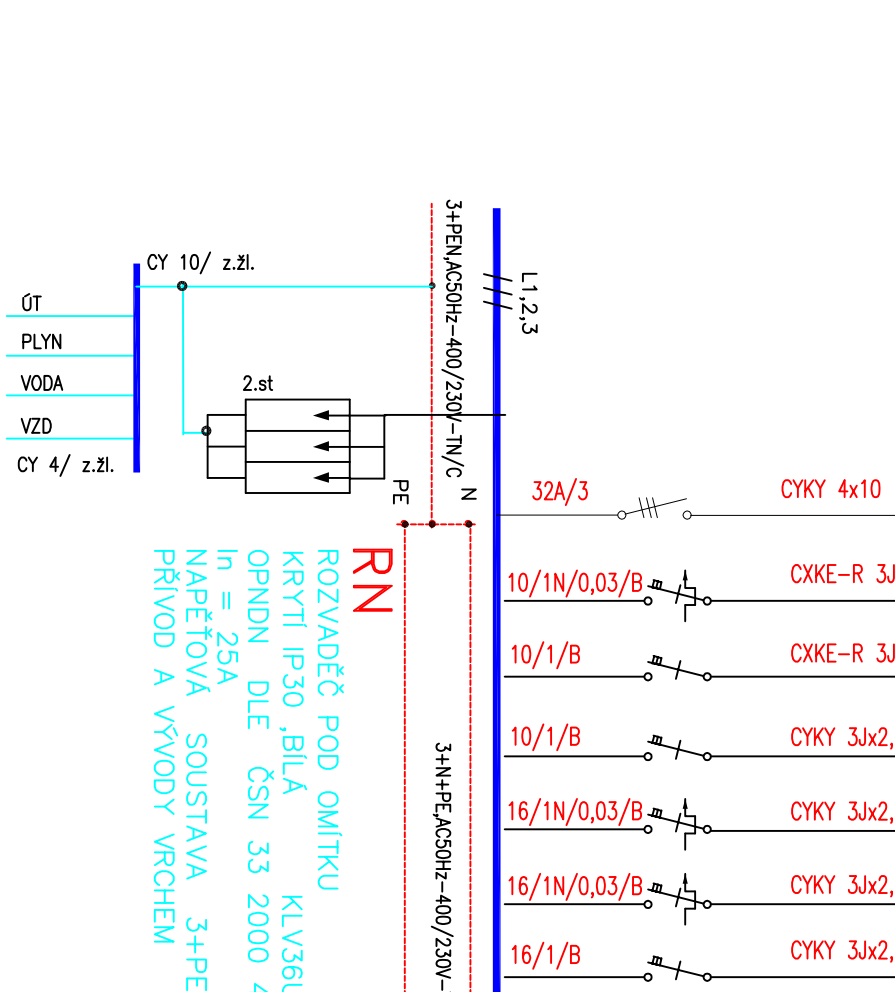 CY 10/ z.žl.
ÚT
PLYN
VODA
VZD
CY 4/ z.žl.
2.st
3+PEN,AC50Hz-400/230V-TN/C
L1,2,3
PE
N
32A/3
CYKY 4x10
10/1N/0,03/B
CXKE-R 3J
10/1/B
CXKE-R 3J
10/1/B
CYKY 3Jx2,
16/1N/0,03/B
CYKY 3Jx2,
16/1N/0,03/B
CYKY 3Jx2,
16/1/B
CYKY 3Jx2,
3+N+PE,AC50Hz-400/230V-
RN
ROZVADĚČ POD OMÍTKU
KRYTÍ IP30 ,BÍLÁ KLV36U
OPNDN DLE ČSN 33 2000 4
In = 25A
NAPĚŤOVÁ SOUSTAVA 3+PE
PŘÍVOD A VÝVODY VRCHEM